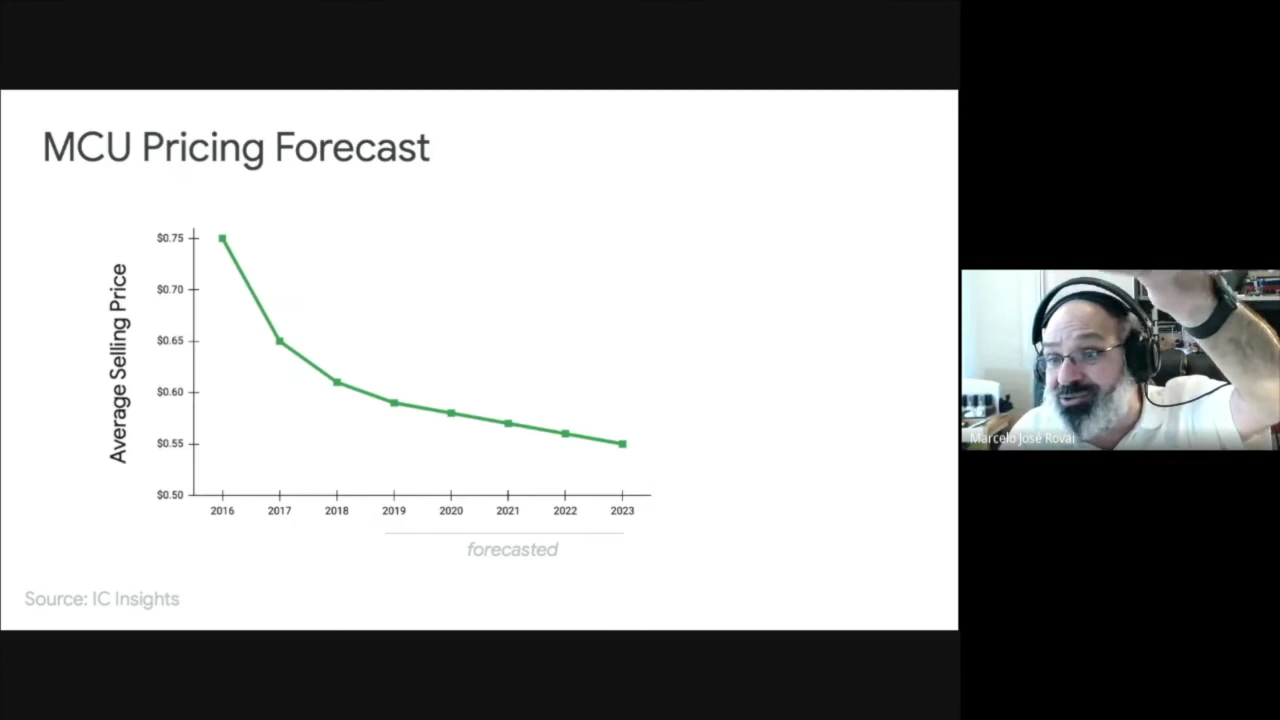 MCU Pricing Forecast
Average Selling Price
$0.75
$0.70
$0.65
$0.60
$0.55
$0.50
2016 2017 2018 2019 2020 2021 2022 2023
forecasted
Source: IC Insights
Marcelo José Rovai